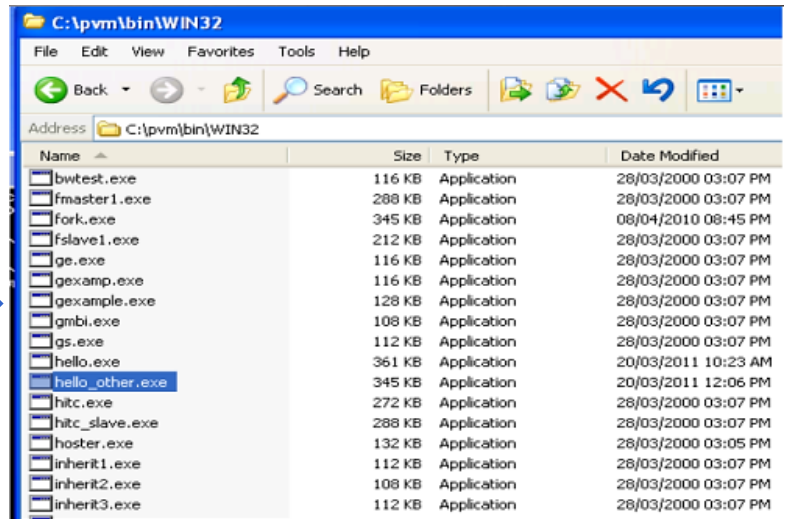 C:\pvm\bin\WIN32
File Edit View Favorites Tools Help
Back Search Folders
Address C:\pvm\bin\WIN32
Name Size Type Date Modified
bwtest.exe 116 KB Application 28/03/2000 03:07 PM
fmaster1.exe 288 KB Application 28/03/2000 03:07 PM
fork.exe 345 KB Application 08/04/2010 08:45 PM
fslave1.exe 212 KB Application 28/03/2000 03:07 PM
ge.exe 116 KB Application 28/03/2000 03:07 PM
gexamp.exe 116 KB Application 28/03/2000 03:07 PM
gexample.exe 128 KB Application 28/03/2000 03:07 PM
gmbi.exe 108 KB Application 28/03/2000 03:07 PM
gs.exe 112 KB Application 28/03/2000 03:07 PM
hello.exe 361 KB Application 20/03/2011 10:23 AM
hello_other.exe 345 KB Application 20/03/2011 12:06 PM
hitc.exe 272 KB Application 28/03/2000 03:07 PM
hitc_slave.exe 288 KB Application 28/03/2000 03:07 PM
hoster.exe 132 KB Application 28/03/2000 03:05 PM
inherit1.exe 112 KB Application 28/03/2000 03:07 PM
inherit2.exe 108 KB Application 28/03/2000 03:07 PM
inherit3.exe 112 KB Application 28/03/2000 03:07 PM